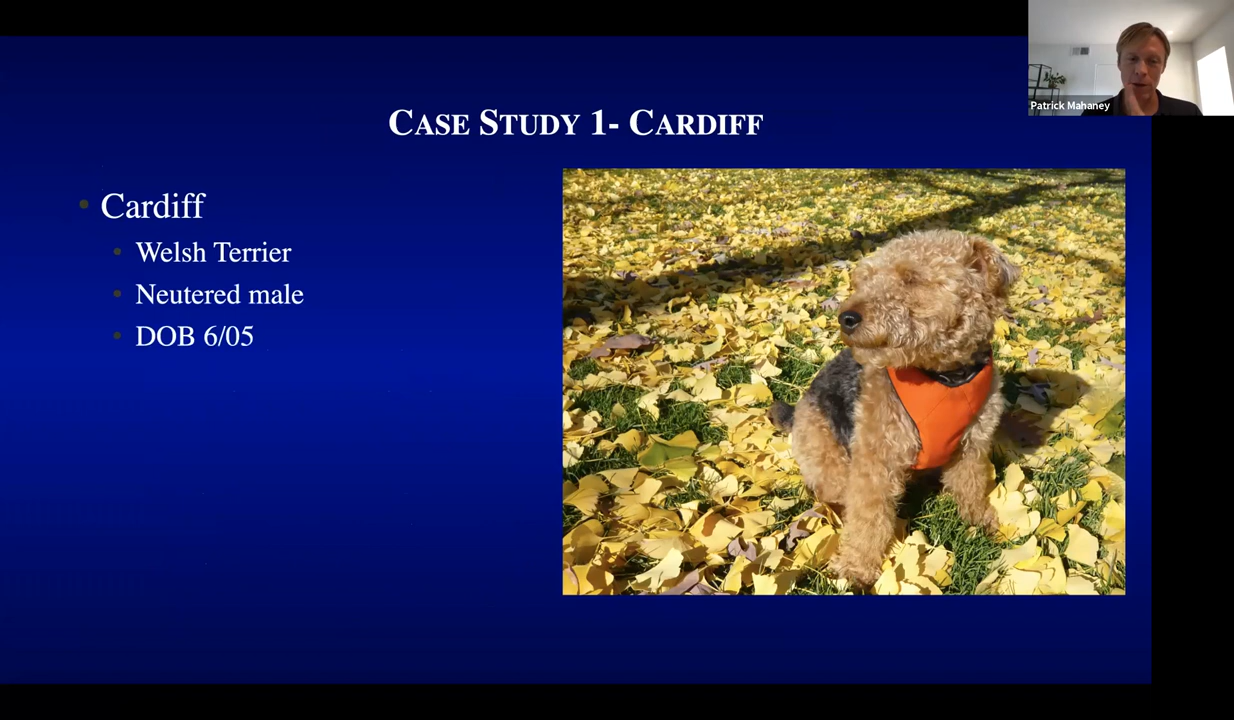 Patrick Mahaney
CASE STUDY 1- CARDIFF
• Cardiff
• Welsh Terrier
• Neutered male
• DOB 6/05